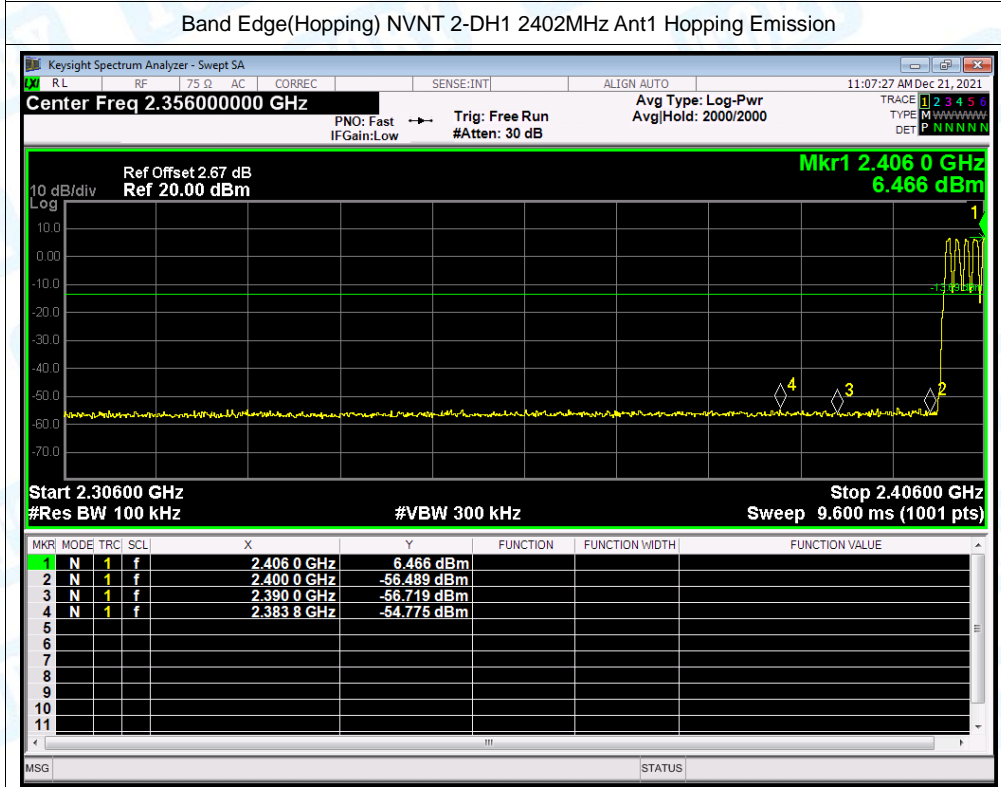 Band Edge(Hopping) NVNT 2-DH1 2402MHz Ant1 Hopping Emission
Keysight Spectrum Analyzer - Swept SA
LXI RL RF 75 Ω AC CORREC SENSE:INT ALIGN AUTO 11:07:27 AM Dec 21, 2021
Center Freq 2.356000000 GHz Avg Type: Log-Pwr TRACE 1 2 3 4 5 6
PNO: Fast Trig: Free Run Avg|Hold: 2000/2000 TYPE M WWWWW
IFGain:Low #Atten: 30 dB DET P N N N N N
Mkr1 2.406 0 GHz
Ref Offset 2.67 dB
10 dB/div Ref 20.00 dBm 6.466 dBm
Log
1
10.0
0.00
-10.0
-13.69 dBm
-20.0
-30.0
-40.0
4 3 2
-50.0
-60.0
-70.0
Start 2.30600 GHz Stop 2.40600 GHz
#Res BW 100 kHz #VBW 300 kHz Sweep 9.600 ms (1001 pts)
MKR MODE TRC SCL X Y FUNCTION FUNCTION WIDTH FUNCTION VALUE
1 N 1 f 2.406 0 GHz 6.466 dBm
2 N 1 f 2.400 0 GHz -56.489 dBm
3 N 1 f 2.390 0 GHz -56.719 dBm
4 N 1 f 2.383 8 GHz -54.775 dBm
5
6
7
8
9
10
11
MSG STATUS